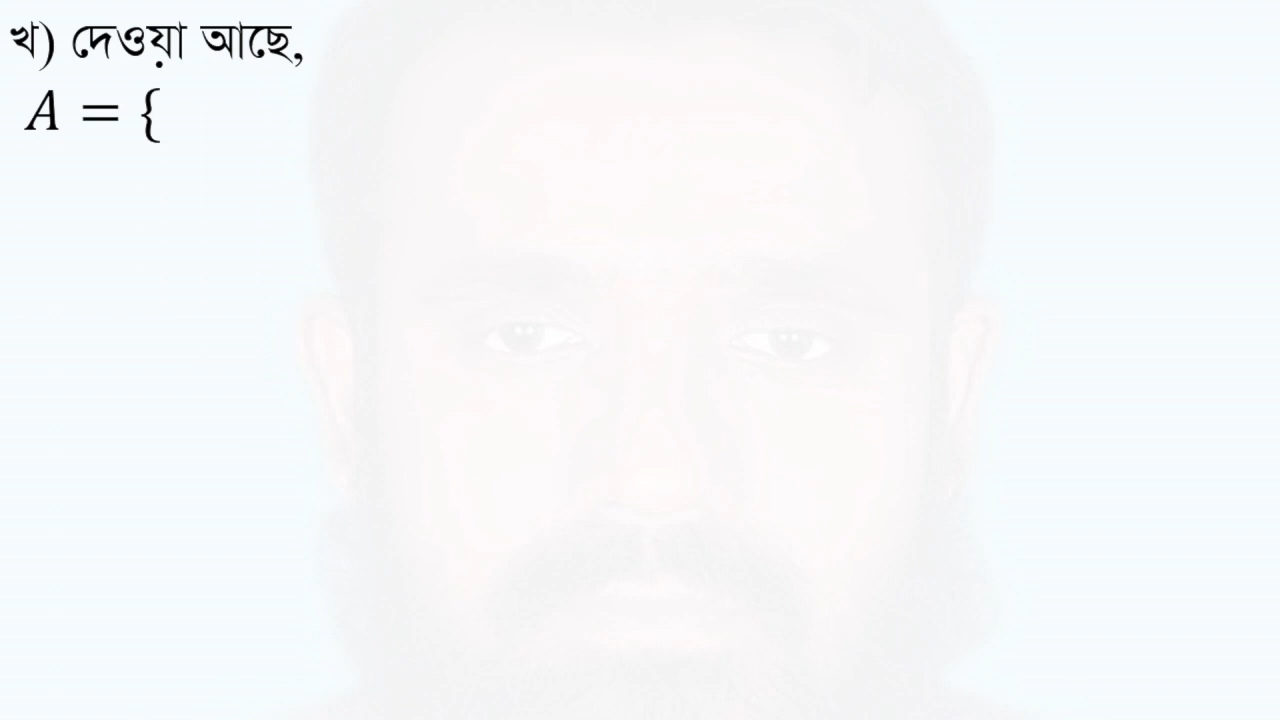 খ) দেওয়া আছে,
A = {